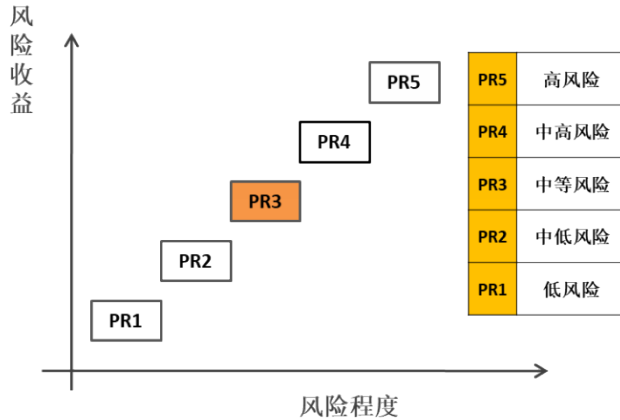 风险收益
PR5
PR4
PR3
PR2
PR1
风险程度
PR5 高风险
PR4 中高风险
PR3 中等风险
PR2 中低风险
PR1 低风险